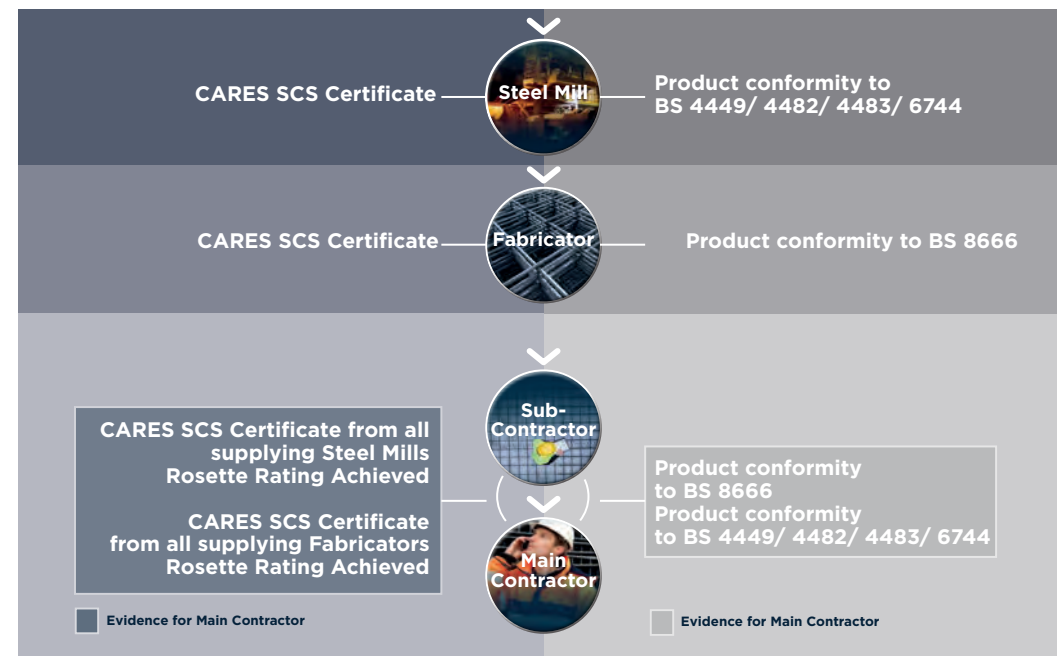 CARES SCS Certificate
Steel Mill
Product conformity to
BS 4449/ 4482/ 4483/ 6744
CARES SCS Certificate
Fabricator
Product conformity to BS 8666
Sub-
Contractor
CARES SCS Certificate from all
supplying Steel Mills
Rosette Rating Achieved
CARES SCS Certificate
from all supplying Fabricators
Rosette Rating Achieved
Product conformity
to BS 8666
Product conformity
to BS 4449/ 4482/ 4483/ 6744
Main
Contractor
Evidence for Main Contractor
Evidence for Main Contractor